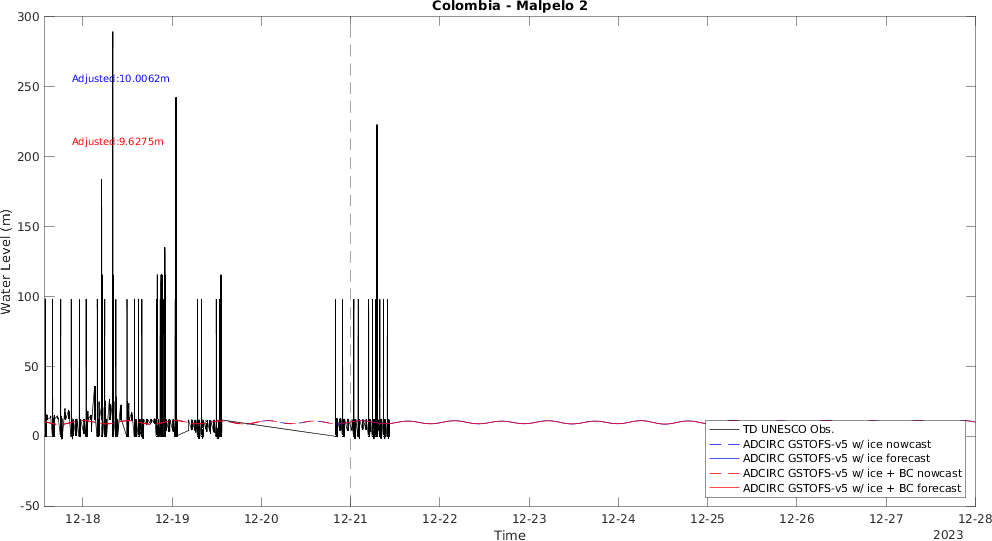 Colombia - Malpelo 2
300
250
200
150
100
50
0
-50
Water Level (m)
Adjusted:10.0062m
Adjusted:9.6275m
TD UNESCO Obs.
ADCIRC GSTOFS-v5 w/ ice nowcast
ADCIRC GSTOFS-v5 w/ ice forecast
ADCIRC GSTOFS-v5 w/ ice + BC nowcast
ADCIRC GSTOFS-v5 w/ ice + BC forecast
12-18 12-19 12-20 12-21 12-22 12-23 12-24 12-25 12-26 12-27 12-28
Time
2023